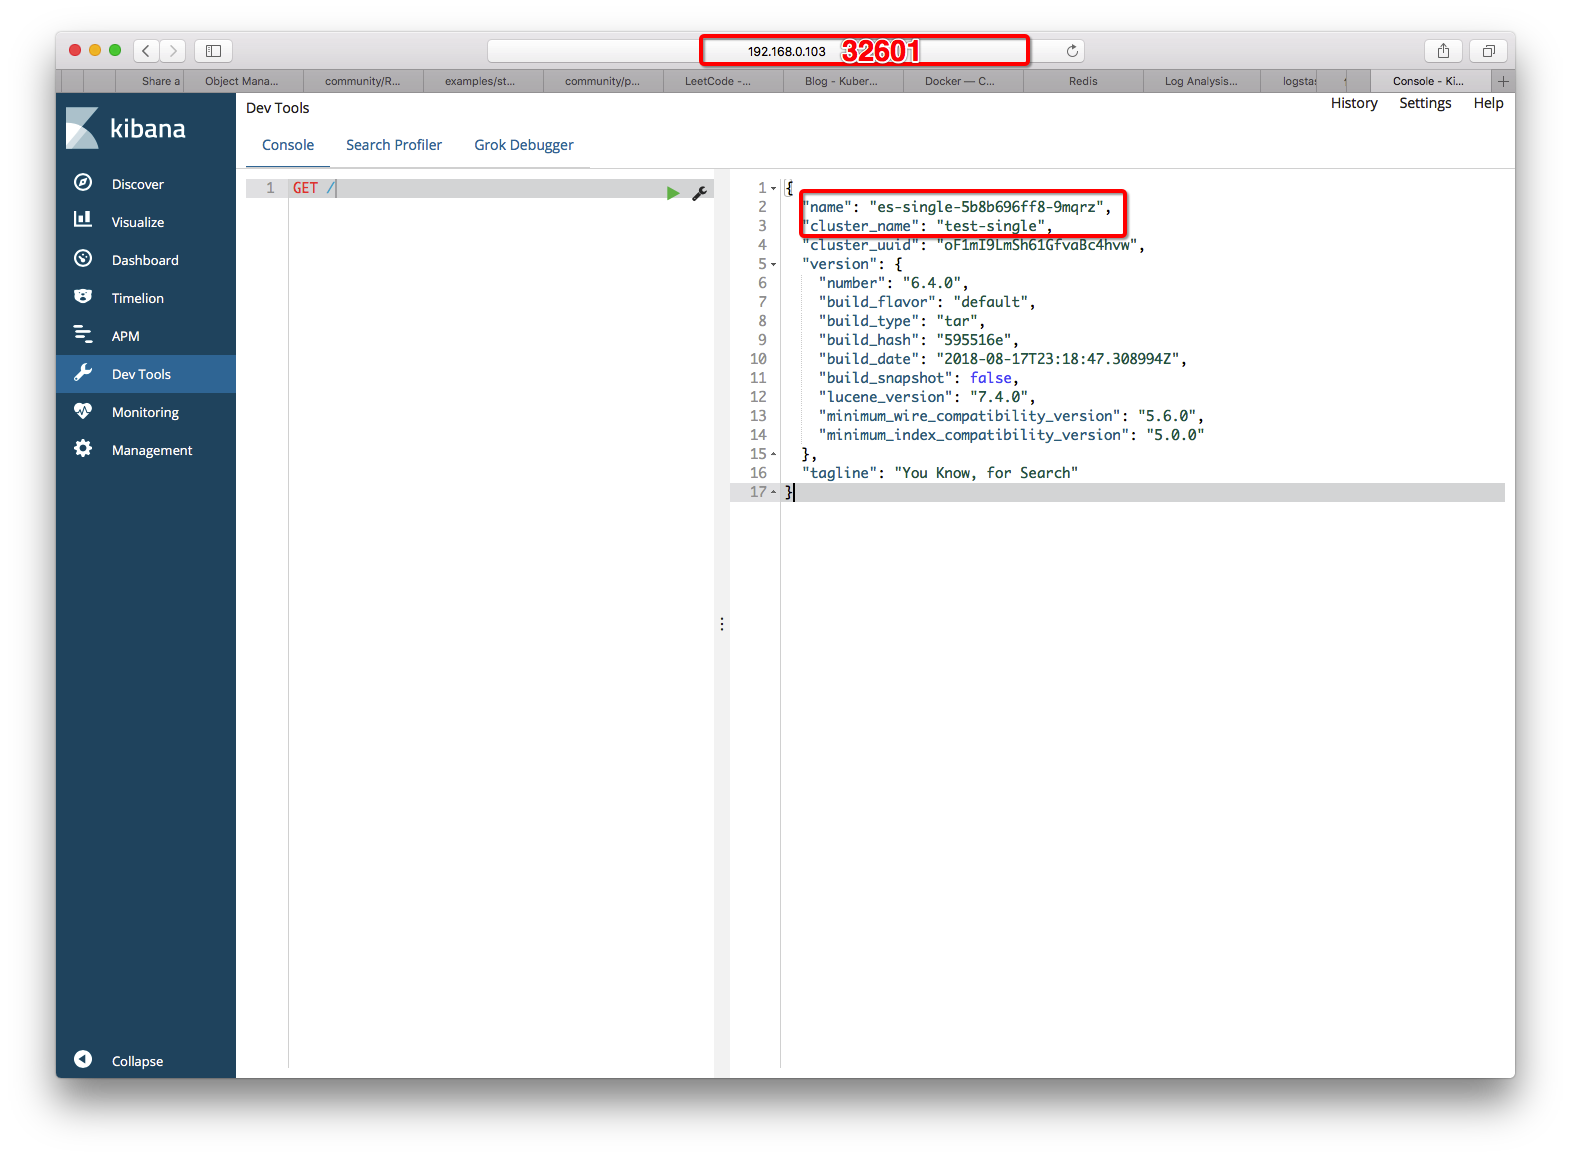 192.168.0.103 32601
Share a Object Mana... community/R... examples/st... community/p... LeetCode -... Blog - Kuber... Docker — C... Redis Log Analysis... logstas Console - Ki...
kibana
Discover
Visualize
Dashboard
Timelion
APM
Dev Tools
Monitoring
Management
Collapse
Dev Tools
History Settings Help
Console Search Profiler Grok Debugger
1 GET /
1 {
2 "name": "es-single-5b8b696ff8-9mqrz",
3 "cluster_name": "test-single",
4 "cluster_uuid": "oF1mI9LmSh61GfvaBc4hvw",
5 "version": {
6 "number": "6.4.0",
7 "build_flavor": "default",
8 "build_type": "tar",
9 "build_hash": "595516e",
10 "build_date": "2018-08-17T23:18:47.308994Z",
11 "build_snapshot": false,
12 "lucene_version": "7.4.0",
13 "minimum_wire_compatibility_version": "5.6.0",
14 "minimum_index_compatibility_version": "5.0.0"
15 },
16 "tagline": "You Know, for Search"
17 }